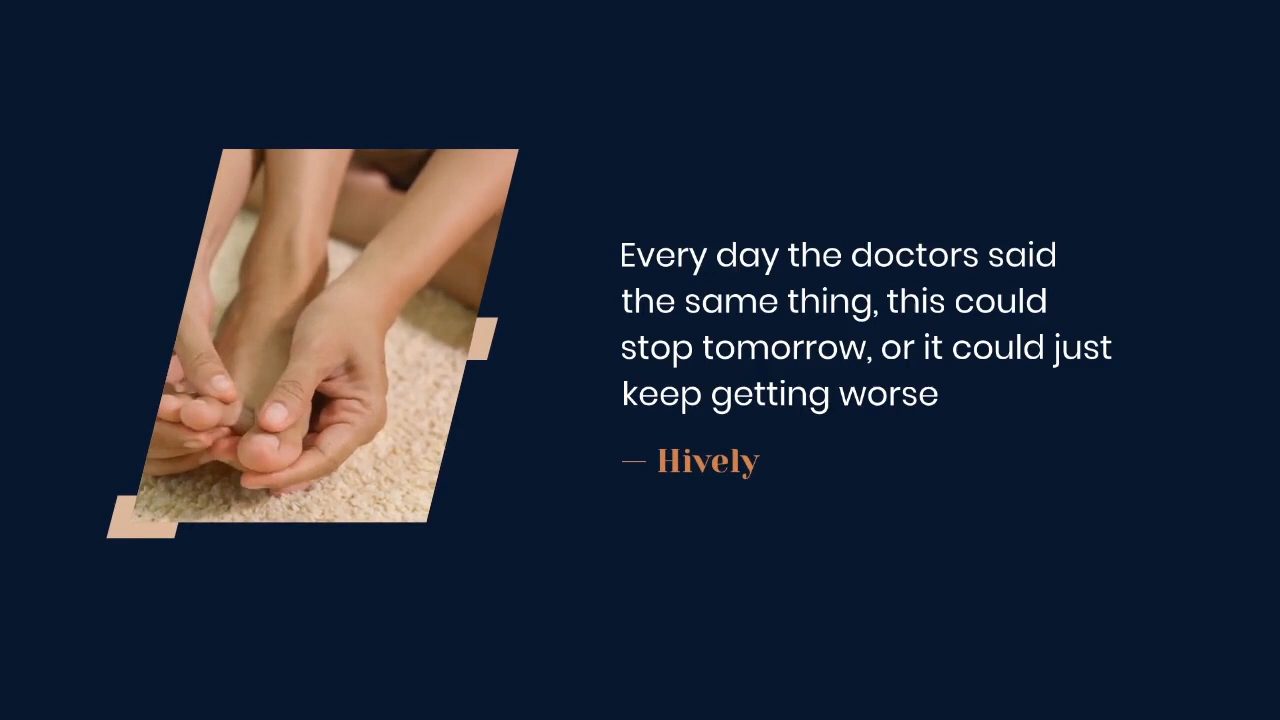 Every day the doctors said
the same thing, this could
stop tomorrow, or it could just
keep getting worse
— Hively